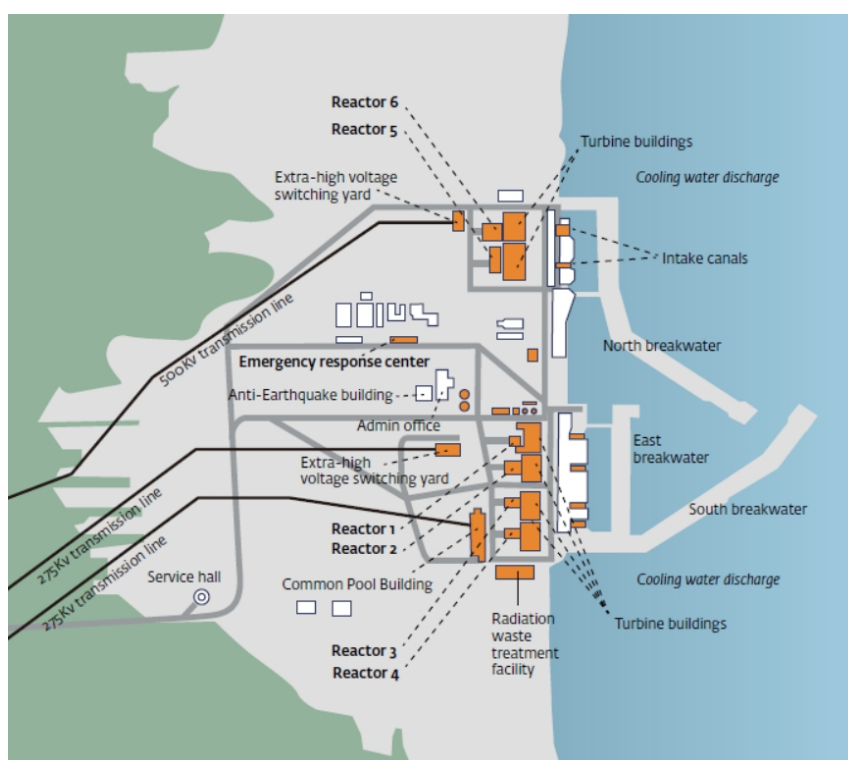 Reactor 6
Reactor 5
Turbine buildings
Extra-high voltage
switching yard
Cooling water discharge
Intake canals
500Kv transmission line
North breakwater
Emergency response center
Anti-Earthquake building
Admin office
East
breakwater
Extra-high
voltage switching yard
South breakwater
275Kv transmission line
Reactor 1
Reactor 2
275Kv transmission line
Service hall
Common Pool Building
Cooling water discharge
Radiation
waste
treatment
facility
Turbine buildings
Reactor 3
Reactor 4